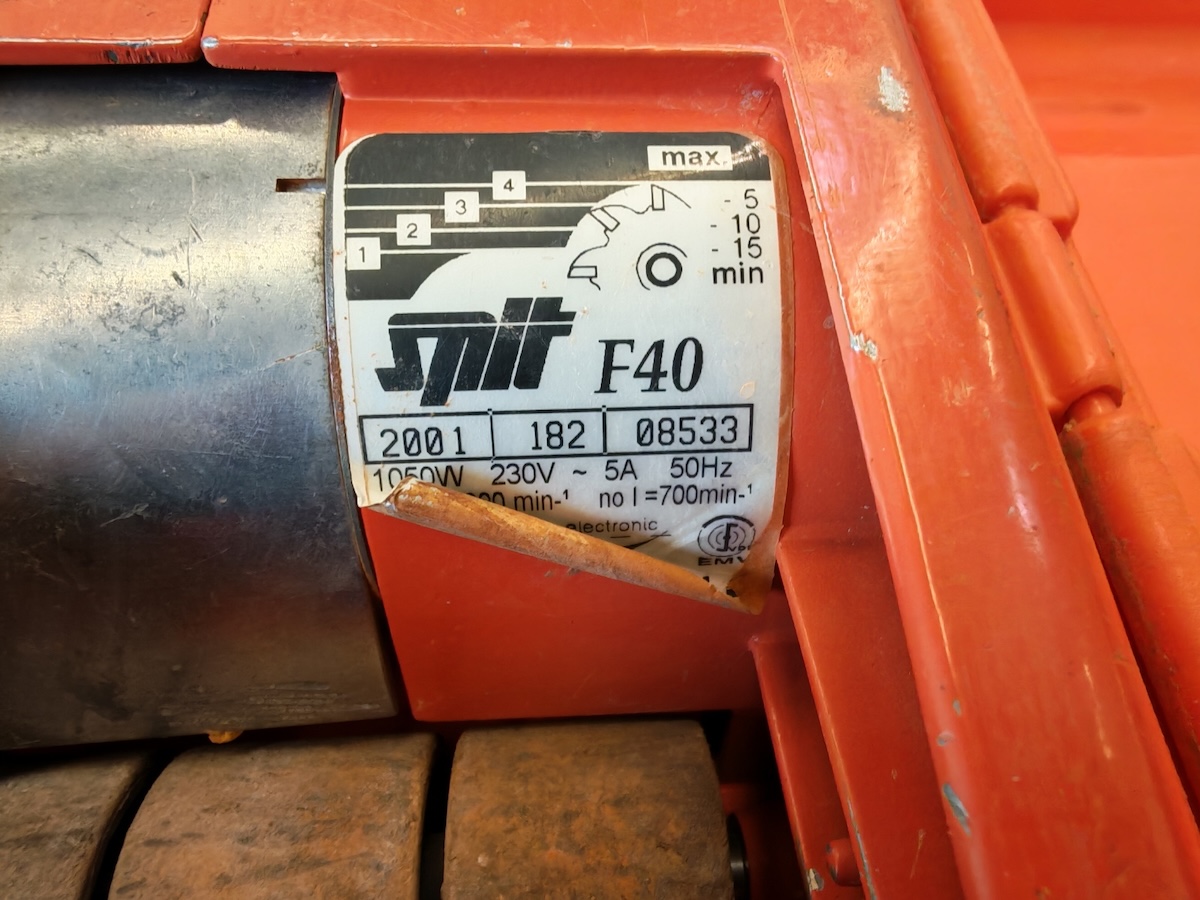 max.
4
3
2
1
- 5
- 10
- 15
min
spit F40
2001 182 08533
1050W 230V ~ 5A 50Hz
min-¹ no l =700min-¹
electronic
EMV